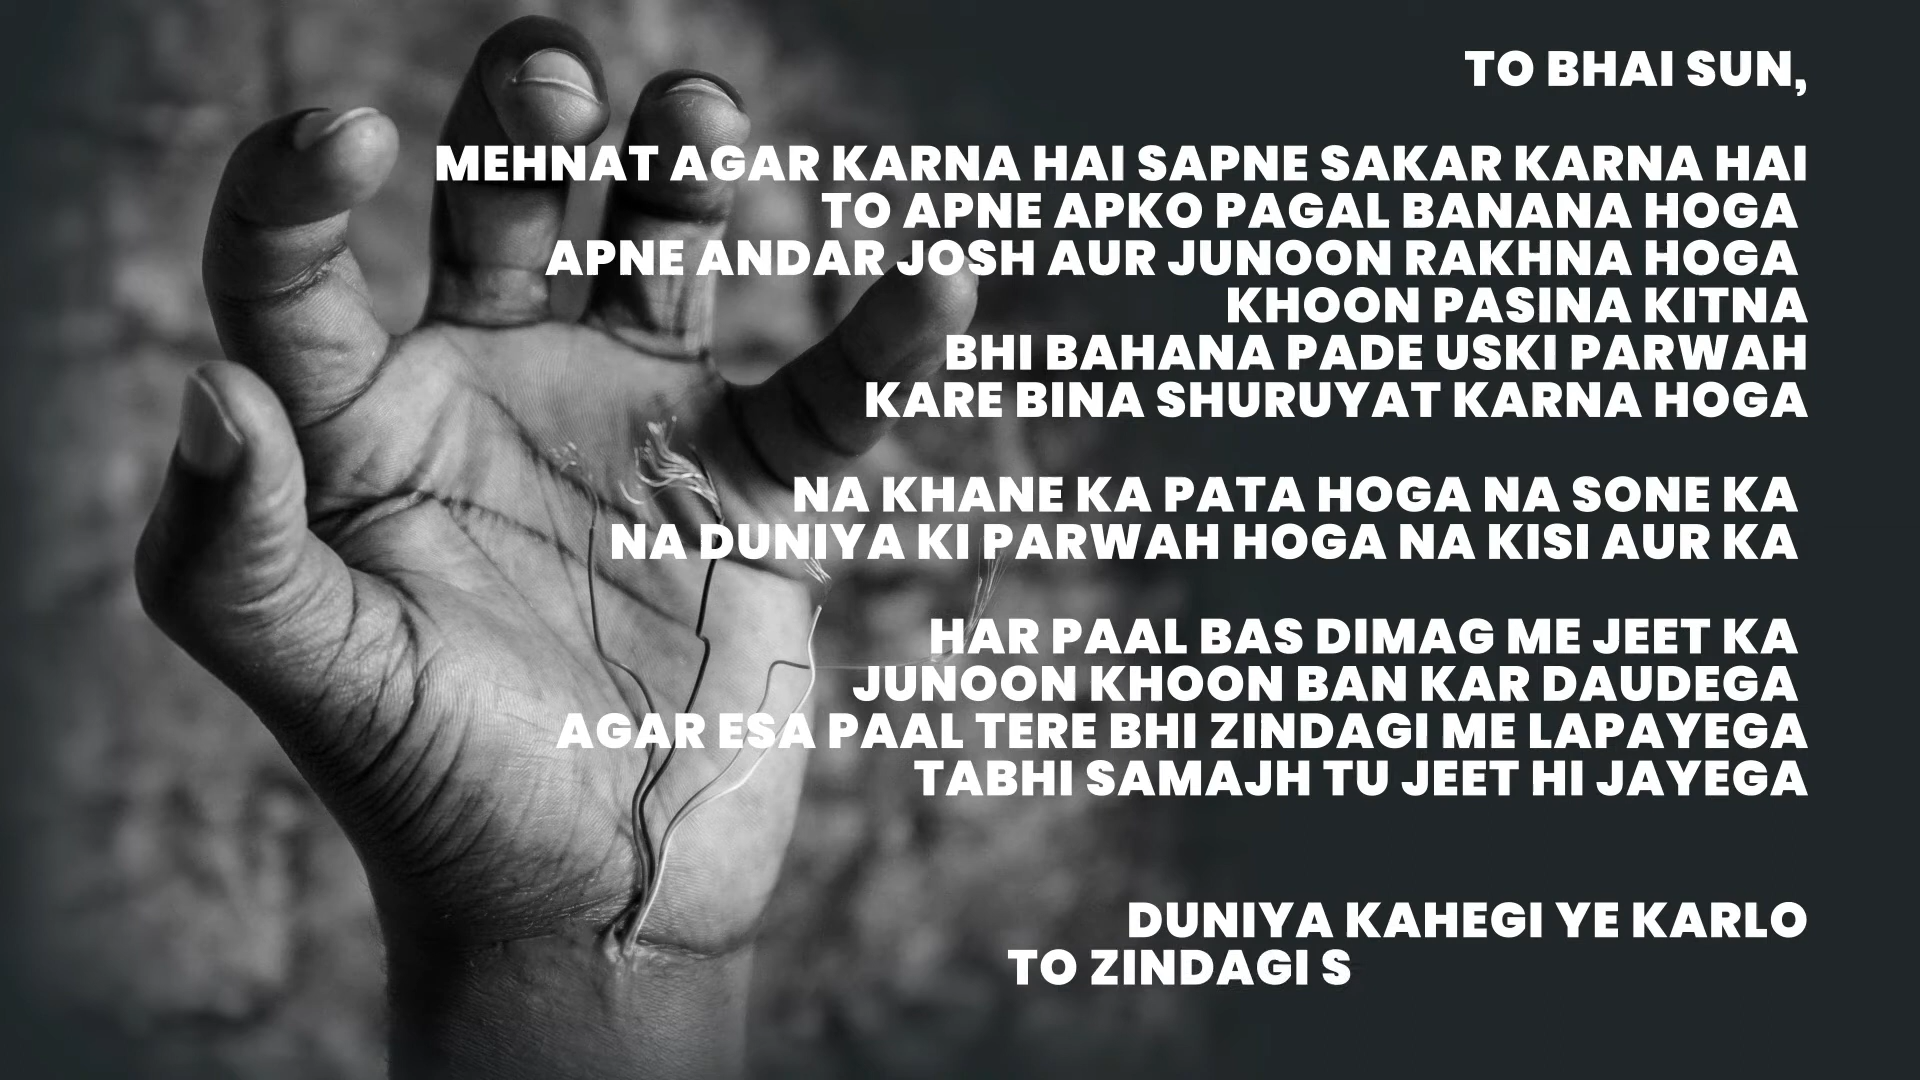 TO BHAI SUN,
MEHNAT AGAR KARNA HAI SAPNE SAKAR KARNA HAI
TO APNE APKO PAGAL BANANA HOGA
APNE ANDAR JOSH AUR JUNOON RAKHNA HOGA
KHOON PASINA KITNA
BHI BAHANA PADE USKI PARWAH
KARE BINA SHURUYAT KARNA HOGA
NA KHANE KA PATA HOGA NA SONE KA
NA DUNIYA KI PARWAH HOGA NA KISI AUR KA
HAR PAAL BAS DIMAG ME JEET KA
JUNOON KHOON BAN KAR DAUDEGA
AGAR ESA PAAL TERE BHI ZINDAGI ME LAPAYEGA
TABHI SAMAJH TU JEET HI JAYEGA
DUNIYA KAHEGI YE KARLO
TO ZINDAGI S